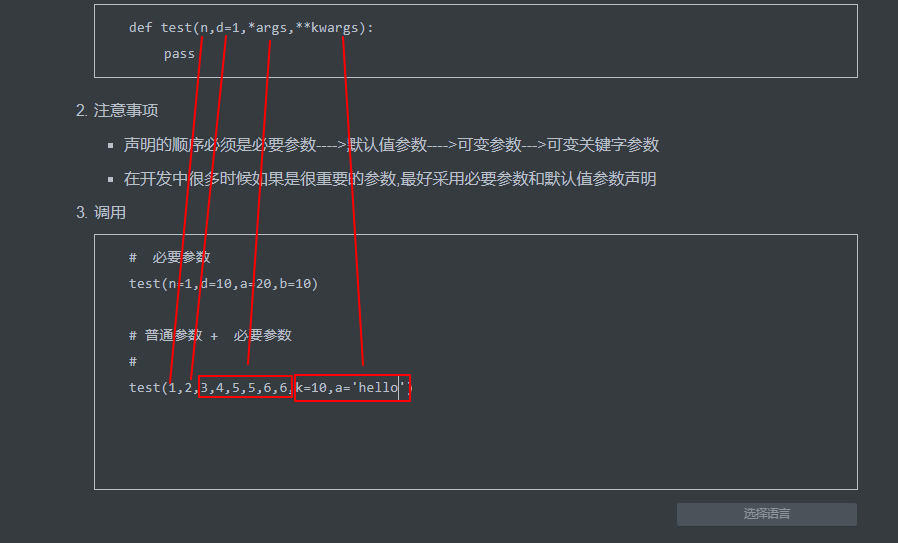 def test(n,d=1,*args,**kwargs):
pass
2. 注意事项
▪ 声明的顺序必须是必要参数---->默认值参数---->可变参数--->可变关键字参数
▪ 在开发中很多时候如果是很重要的参数,最好采用必要参数和默认值参数声明
3. 调用
# 必要参数
test(n=1,d=10,a=20,b=10)
# 普通参数 + 必要参数
#
test(1,2,3,4,5,5,6,6,k=10,a='hello')
选择语言